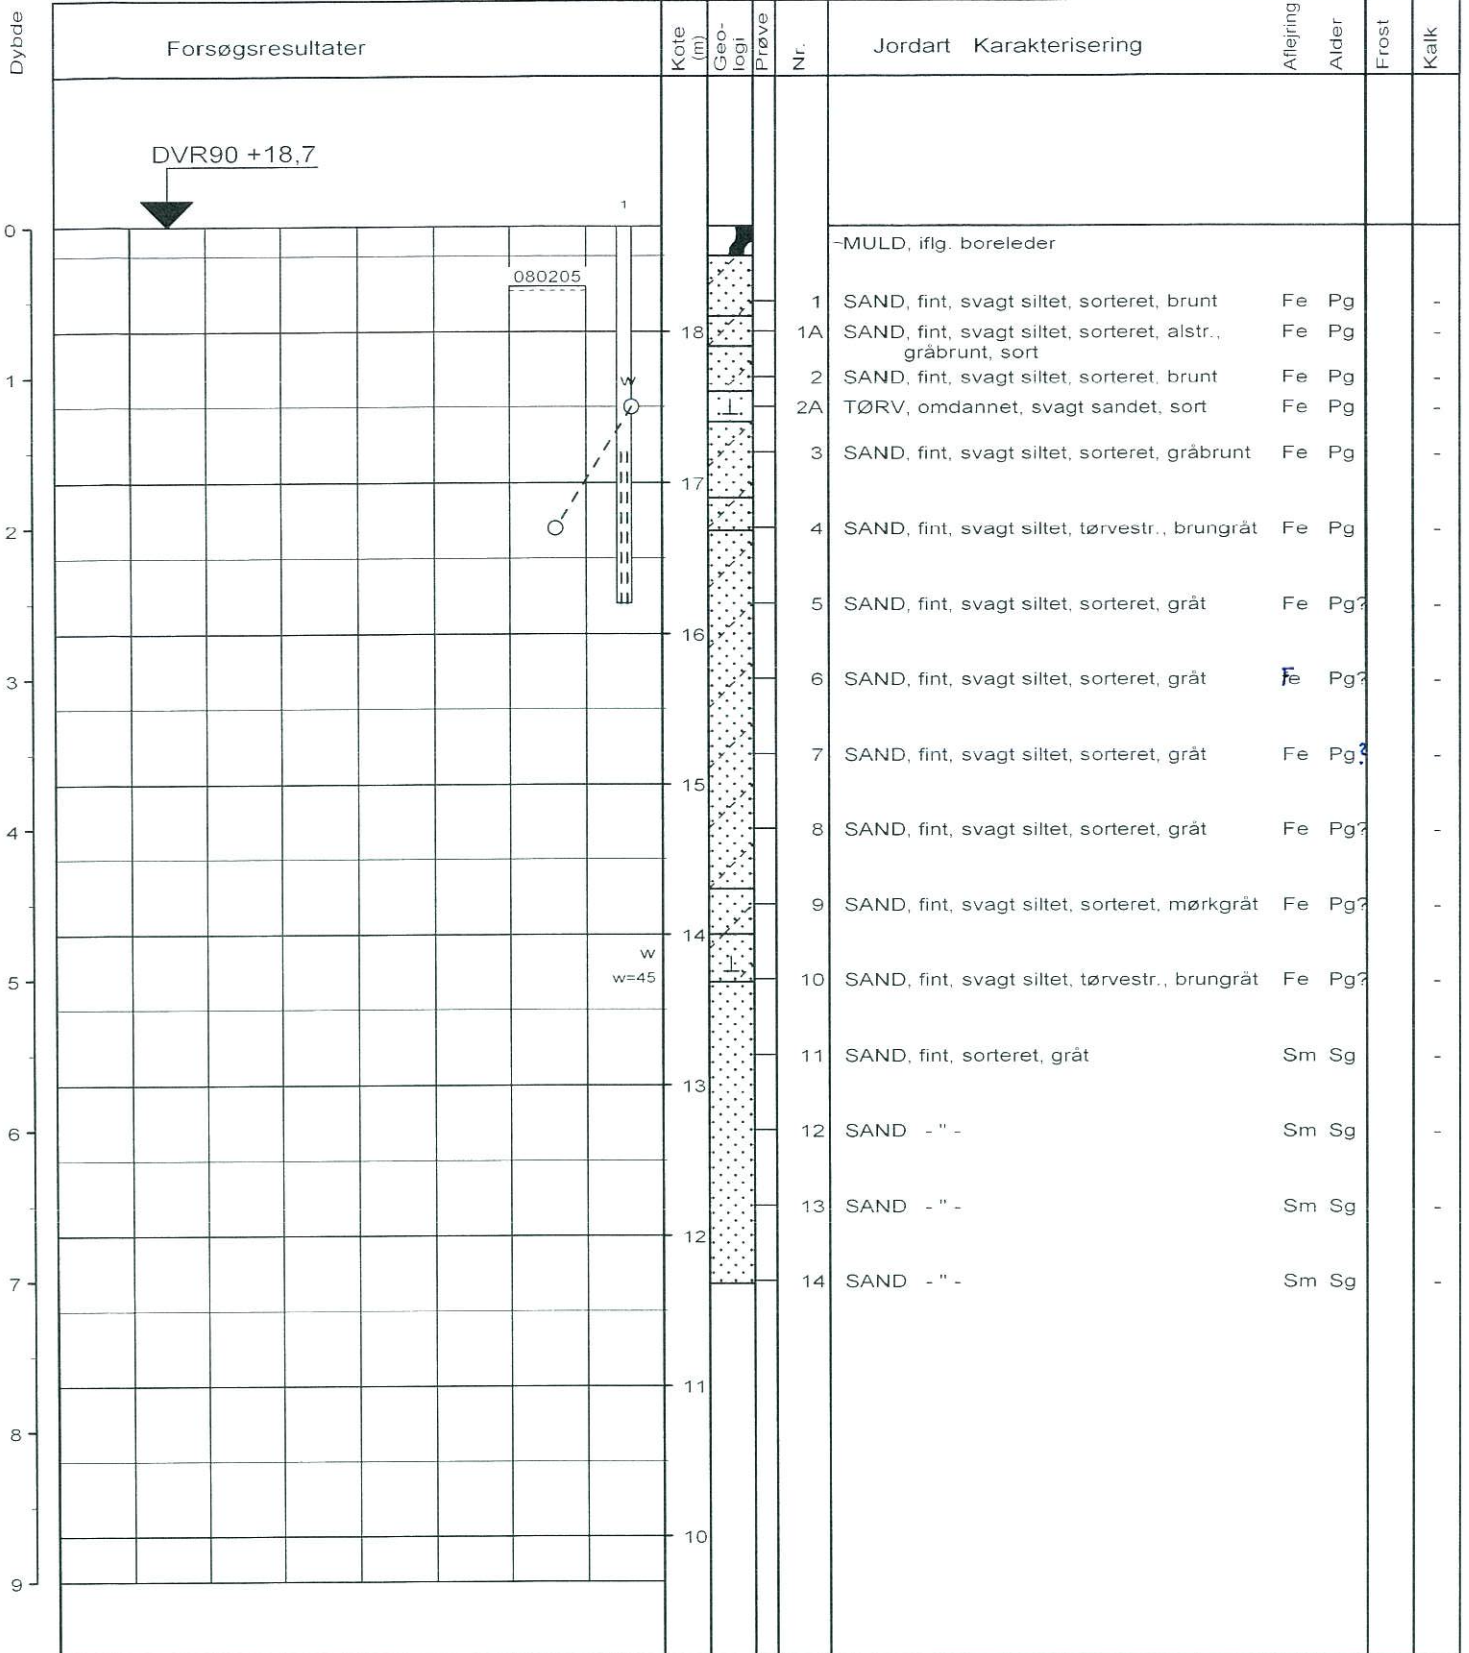 Dybde
Forsøgsresultater
Kote (m)
Geo-
logi
Prøve
Nr.
Jordart Karakterisering
Aflejring
Alder
Frost
Kalk
DVR90 +18,7
1
0
~MULD, iflg. boreleder
080205
1 SAND, fint, svagt siltet, sorteret, brunt Fe Pg -
18 1A SAND, fint, svagt siltet, sorteret, alstr., Fe Pg -
gråbrunt, sort
1 W 2 SAND, fint, svagt siltet, sorteret, brunt Fe Pg -
2A TØRV, omdannet, svagt sandet, sort Fe Pg -
3 SAND, fint, svagt siltet, sorteret, gråbrunt Fe Pg -
17
2 4 SAND, fint, svagt siltet, tørvestr., brungråt Fe Pg -
5 SAND, fint, svagt siltet, sorteret, gråt Fe Pg? -
16
3 6 SAND, fint, svagt siltet, sorteret, gråt Fe Pg? -
7 SAND, fint, svagt siltet, sorteret, gråt Fe Pg? -
15
4 8 SAND, fint, svagt siltet, sorteret, gråt Fe Pg? -
9 SAND, fint, svagt siltet, sorteret, mørkgråt Fe Pg? -
14
W
5 w=45 10 SAND, fint, svagt siltet, tørvestr., brungråt Fe Pg? -
11 SAND, fint, sorteret, gråt Sm Sg -
13
6 12 SAND - " - Sm Sg -
13 SAND - " - Sm Sg -
12
7 14 SAND - " - Sm Sg -
11
8
10
9